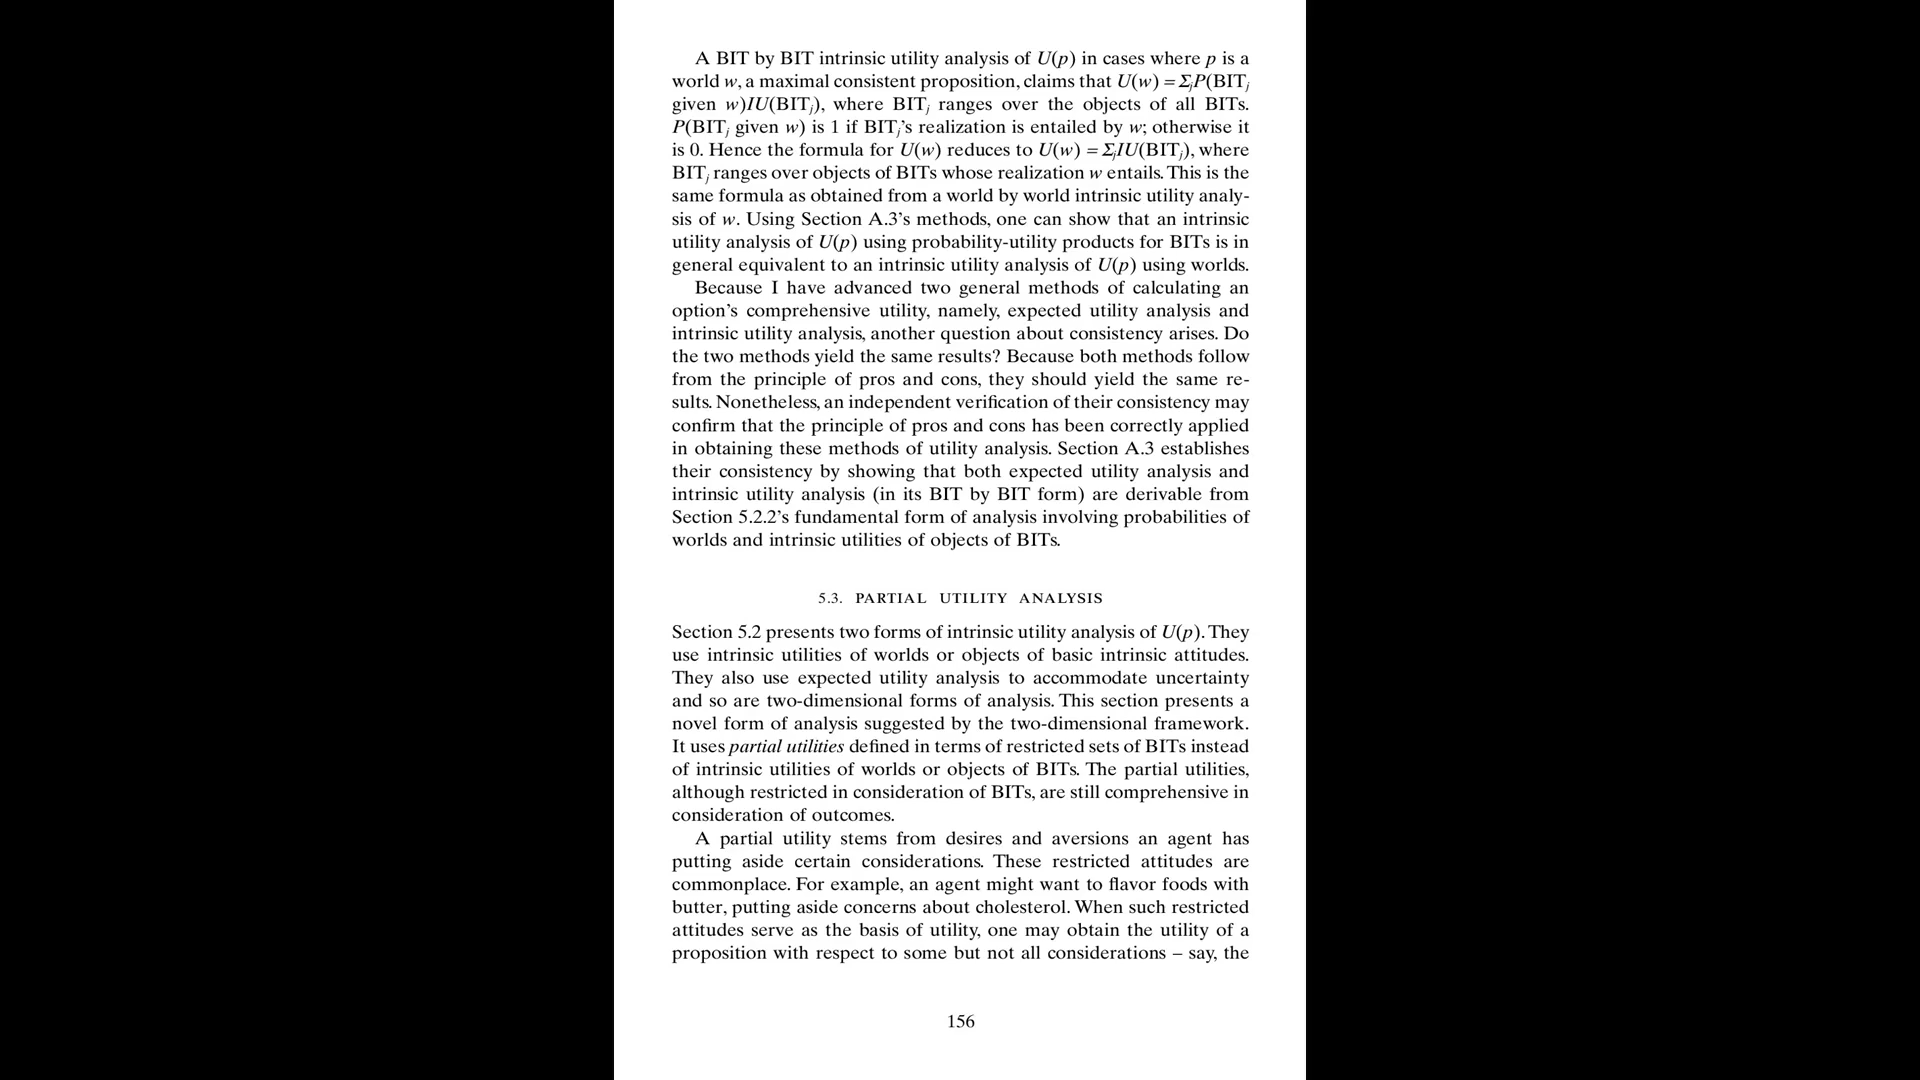 A BIT by BIT intrinsic utility analysis of U(p) in cases where p is a
world w, a maximal consistent proposition, claims that U(w) = ΣⱼP(BITⱼ
given w)IU(BITⱼ), where BITⱼ ranges over the objects of all BITs.
P(BITⱼ given w) is 1 if BITⱼ's realization is entailed by w; otherwise it
is 0. Hence the formula for U(w) reduces to U(w) = ΣⱼIU(BITⱼ), where
BITⱼ ranges over objects of BITs whose realization w entails. This is the
same formula as obtained from a world by world intrinsic utility analy-
sis of w. Using Section A.3's methods, one can show that an intrinsic
utility analysis of U(p) using probability-utility products for BITs is in
general equivalent to an intrinsic utility analysis of U(p) using worlds.
Because I have advanced two general methods of calculating an
option's comprehensive utility, namely, expected utility analysis and
intrinsic utility analysis, another question about consistency arises. Do
the two methods yield the same results? Because both methods follow
from the principle of pros and cons, they should yield the same re-
sults. Nonetheless, an independent verification of their consistency may
confirm that the principle of pros and cons has been correctly applied
in obtaining these methods of utility analysis. Section A.3 establishes
their consistency by showing that both expected utility analysis and
intrinsic utility analysis (in its BIT by BIT form) are derivable from
Section 5.2.2's fundamental form of analysis involving probabilities of
worlds and intrinsic utilities of objects of BITs.
5.3. PARTIAL UTILITY ANALYSIS
Section 5.2 presents two forms of intrinsic utility analysis of U(p). They
use intrinsic utilities of worlds or objects of basic intrinsic attitudes.
They also use expected utility analysis to accommodate uncertainty
and so are two-dimensional forms of analysis. This section presents a
novel form of analysis suggested by the two-dimensional framework.
It uses partial utilities defined in terms of restricted sets of BITs instead
of intrinsic utilities of worlds or objects of BITs. The partial utilities,
although restricted in consideration of BITs, are still comprehensive in
consideration of outcomes.
A partial utility stems from desires and aversions an agent has
putting aside certain considerations. These restricted attitudes are
commonplace. For example, an agent might want to flavor foods with
butter, putting aside concerns about cholesterol. When such restricted
attitudes serve as the basis of utility, one may obtain the utility of a
proposition with respect to some but not all considerations – say, the
156